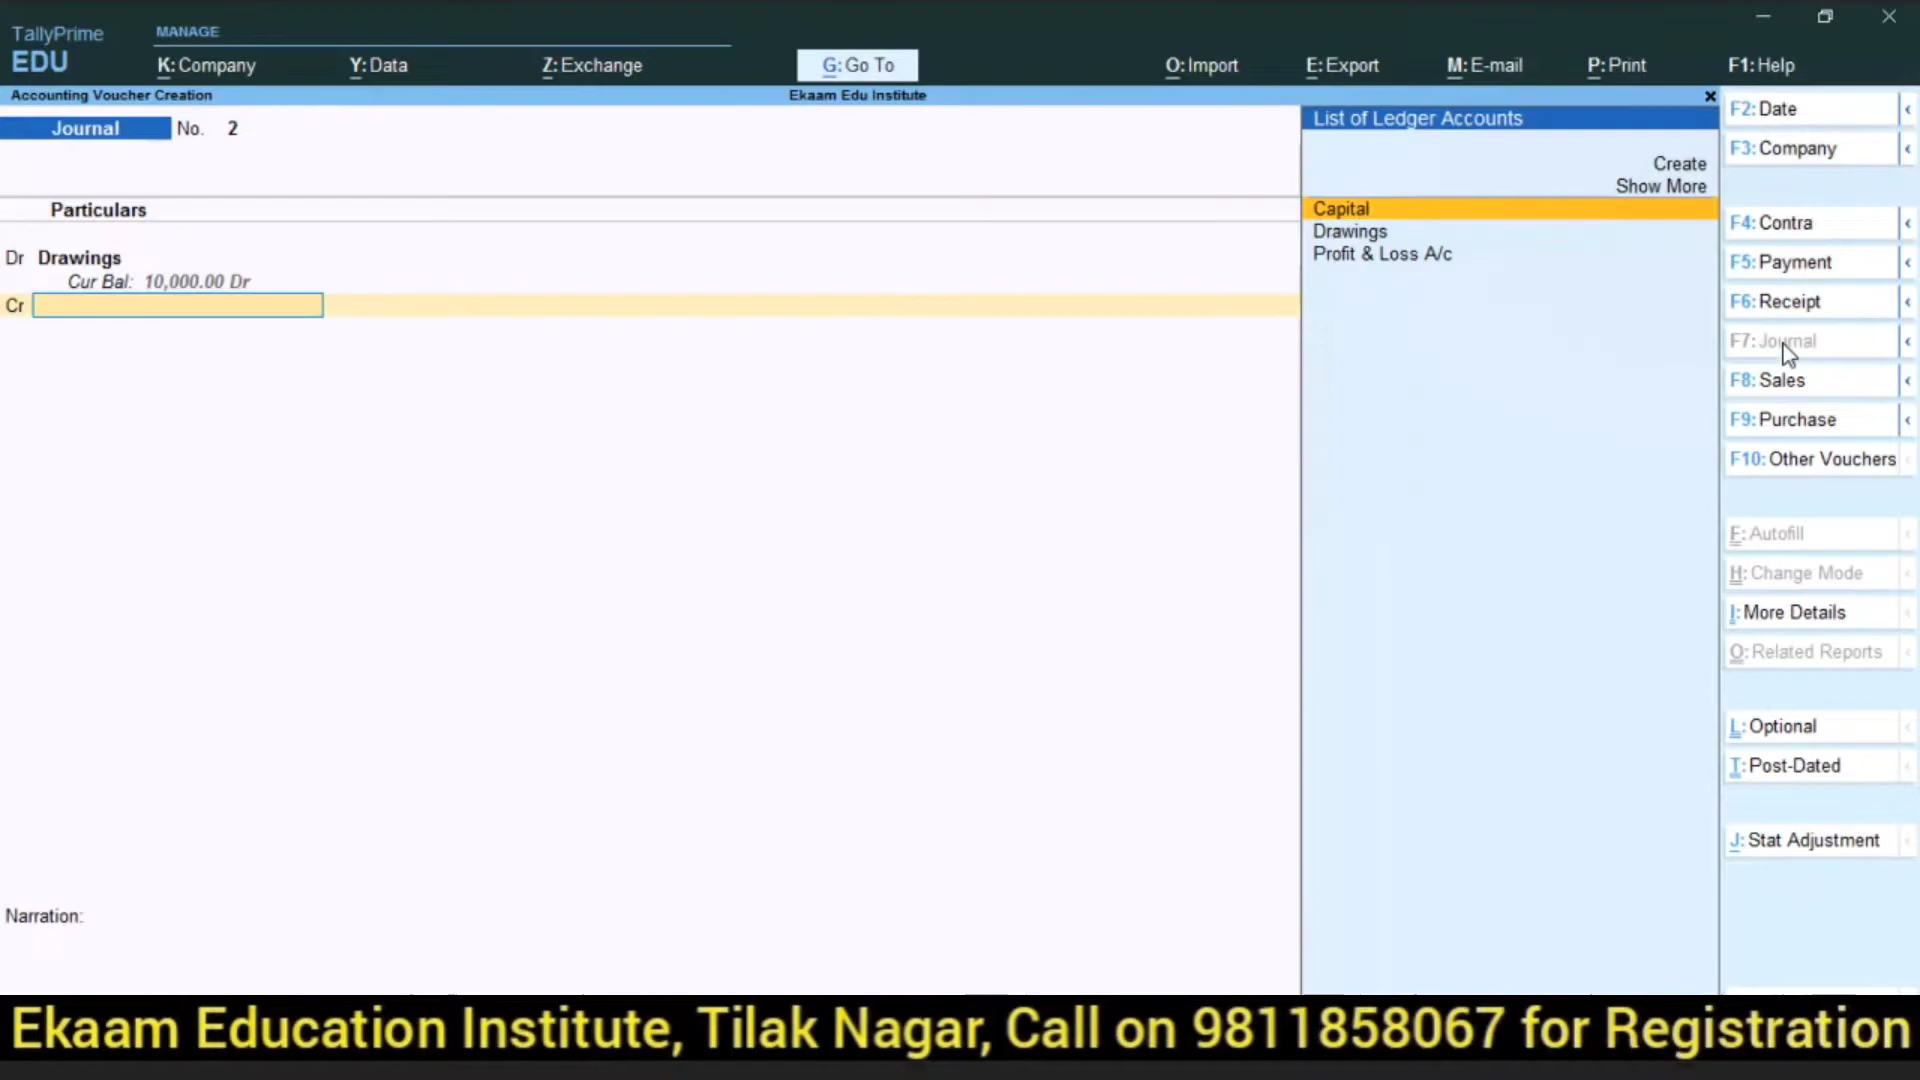 TallyPrime
EDU
MANAGE
K: Company
Y: Data
Z: Exchange
G: Go To
O: Import
E: Export
M: E-mail
P: Print
F1: Help
Accounting Voucher Creation
Ekaam Edu Institute
Journal No. 2
Particulars
Dr Drawings
Cur Bal: 10,000.00 Dr
Cr
Narration:
List of Ledger Accounts
Create
Show More
Capital
Drawings
Profit & Loss A/c
F2: Date
F3: Company
F4: Contra
F5: Payment
F6: Receipt
F7: Journal
F8: Sales
F9: Purchase
F10: Other Vouchers
F: Autofill
H: Change Mode
I: More Details
O: Related Reports
L: Optional
T: Post-Dated
J: Stat Adjustment
Ekaam Education Institute, Tilak Nagar, Call on 9811858067 for Registration